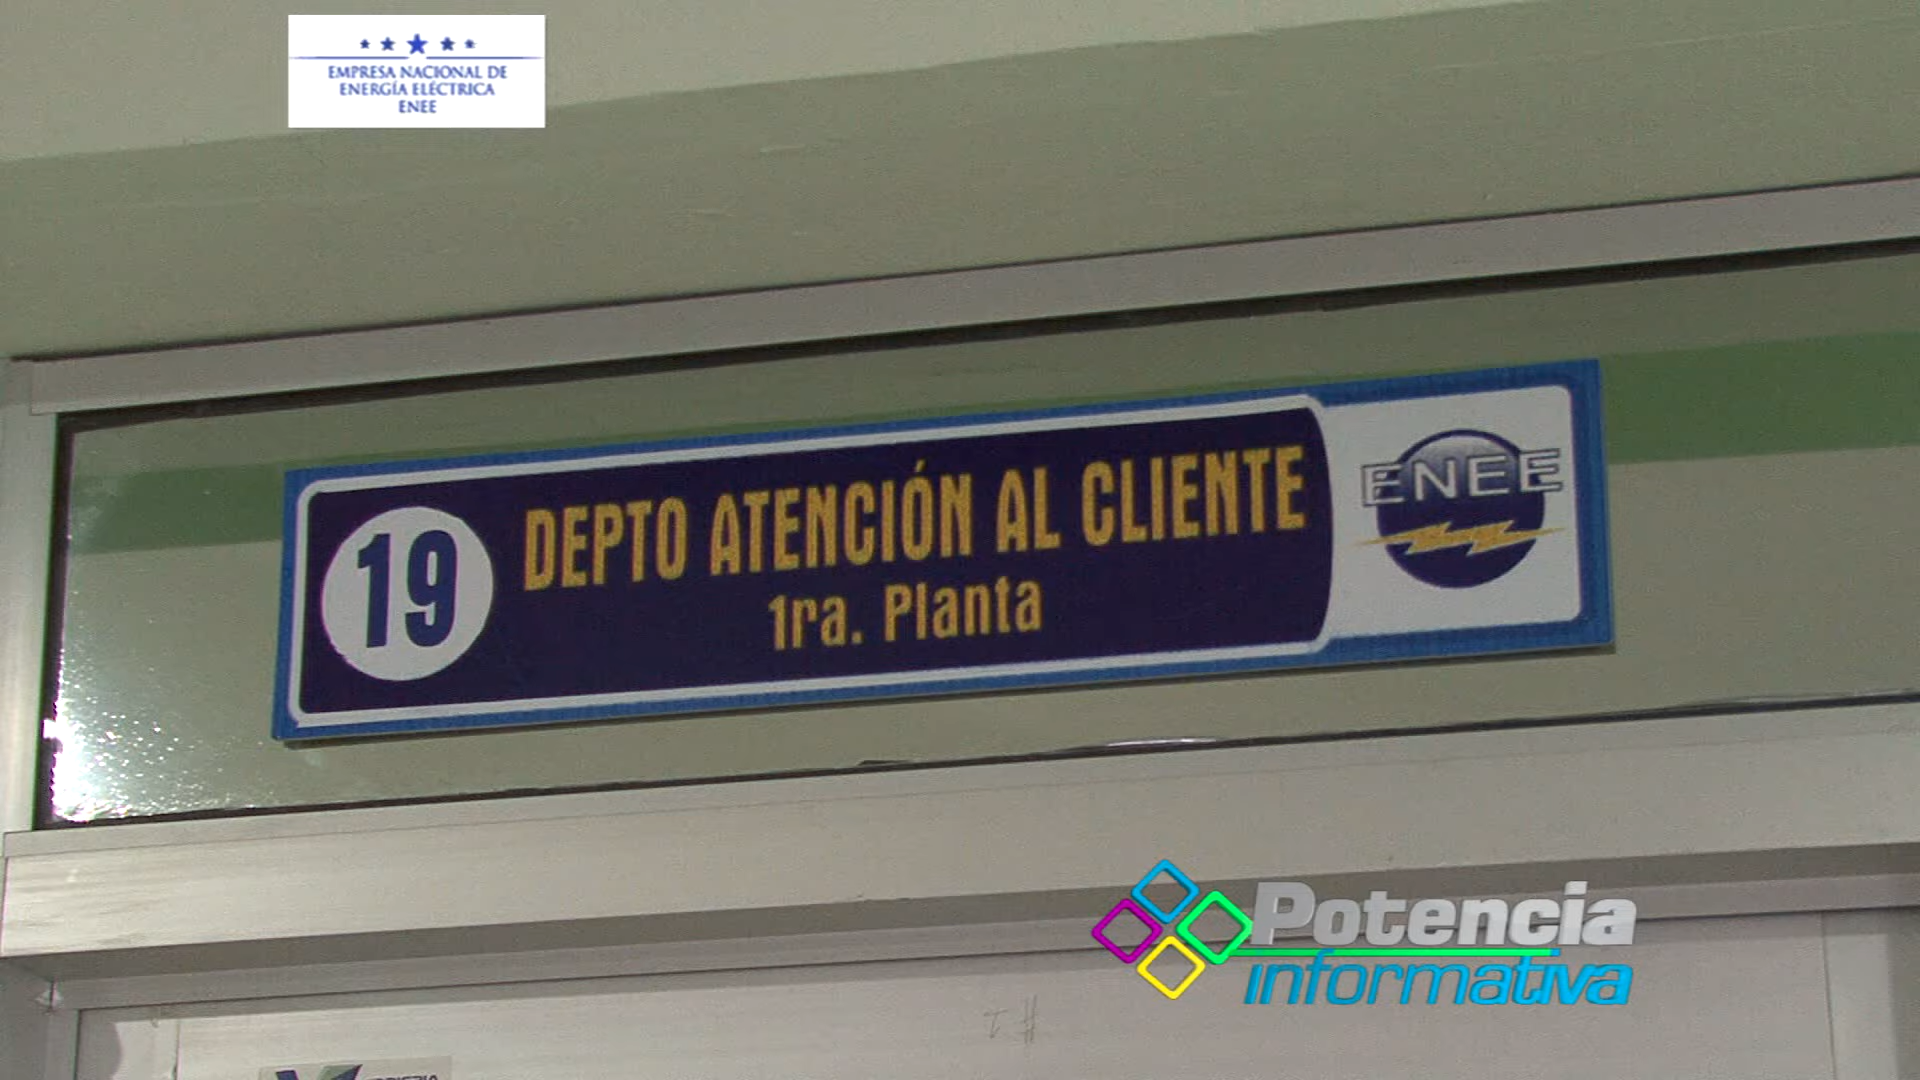 EMPRESA NACIONAL DE
ENERGÍA ELÉCTRICA
ENEE
19
DEPTO ATENCIÓN AL CLIENTE
1ra. Planta
ENEE
Potencia
informativa